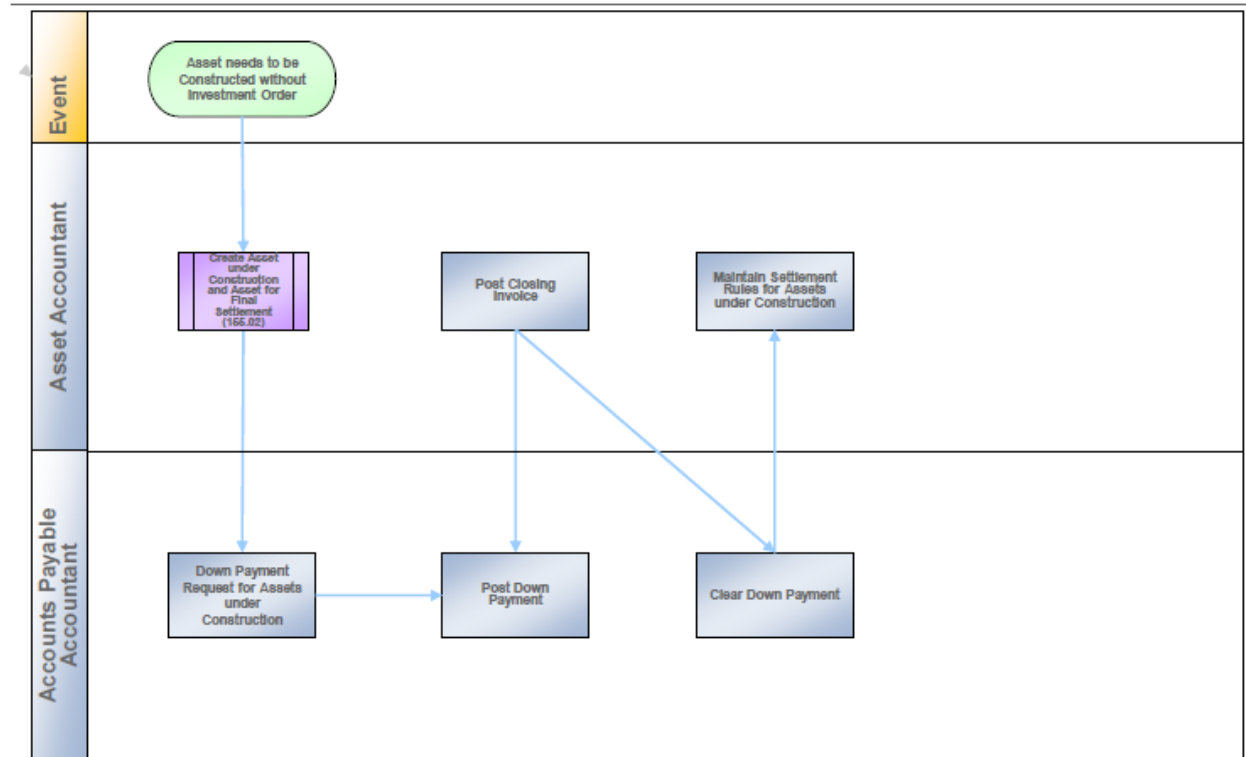 Event
Asset needs to be
Constructed without
Investment Order
Asset Accountant
Create Asset
under
Construction
and Asset for
Final
Settlement
(155.02)
Post Closing
Invoice
Maintain Settlement
Rules for Assets
under Construction
Accounts Payable
Accountant
Down Payment
Request for Assets
under
Construction
Post Down
Payment
Clear Down Payment